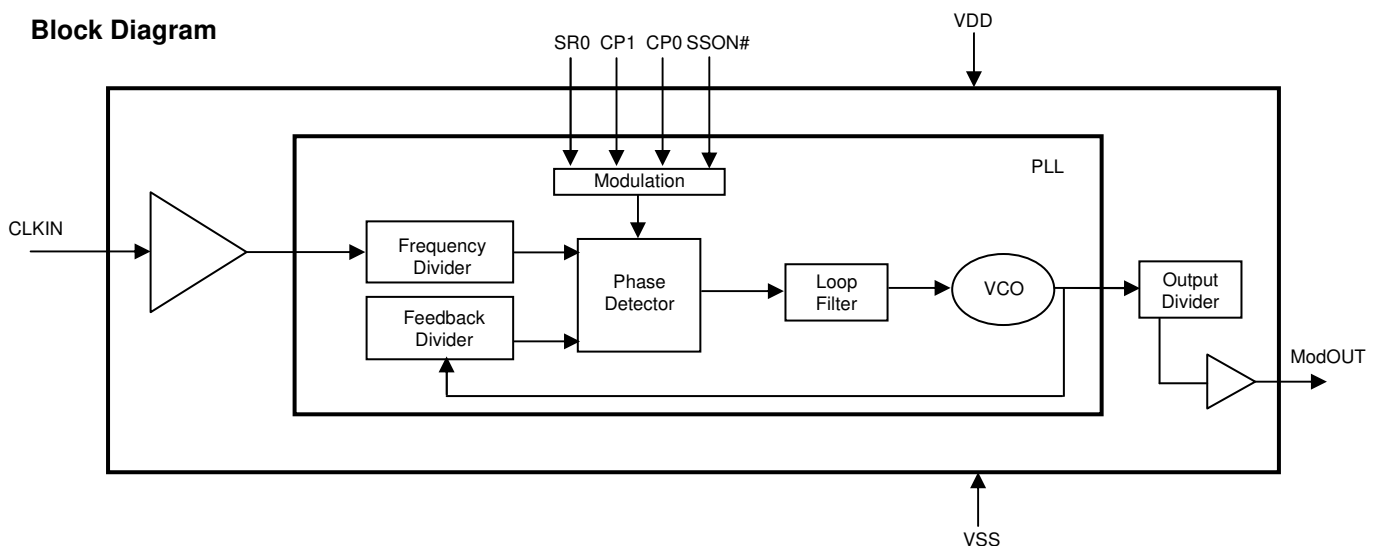 Block Diagram
VDD
SR0 CP1 CP0 SSON#
PLL
Modulation
CLKIN
Frequency
Divider
Phase
Detector
Loop
Filter
VCO
Output
Divider
Feedback
Divider
ModOUT
VSS